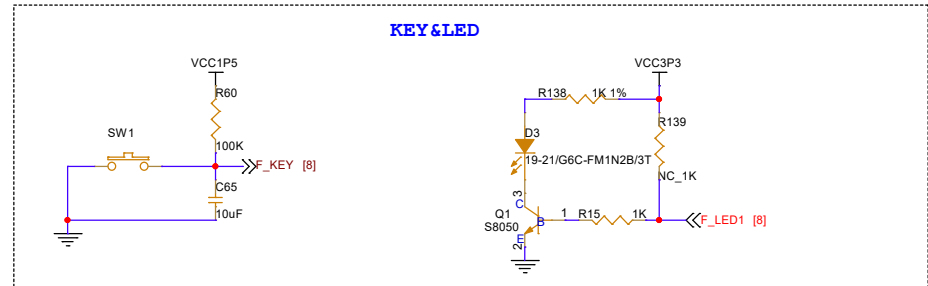 KEY&LED
VCC1P5
R60
100K
SW1
F_KEY [8]
C65
10uF
VCC3P3
R138 1K 1%
R139
D3
19-21/G6C-FM1N2B/3T
NC_1K
3
C
Q1
S8050
B
1
R15 1K
F_LED1 [8]
E
2